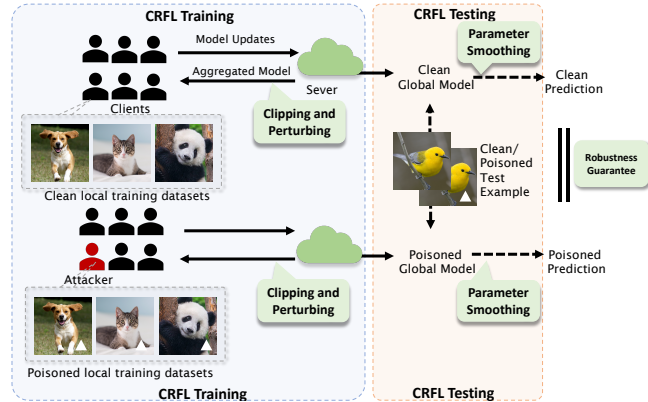 CRFL Training
CRFL Testing
Model Updates
Aggregated Model
Sever
Clients
Clipping and
Perturbing
Clean local training datasets
Parameter
Smoothing
Clean
Global Model
Clean
Prediction
Clean/
Poisoned
Test
Example
Robustness
Guarantee
Attacker
Clipping and
Perturbing
Poisoned
Global Model
Poisoned
Prediction
Parameter
Smoothing
Poisoned local training datasets
CRFL Training
CRFL Testing